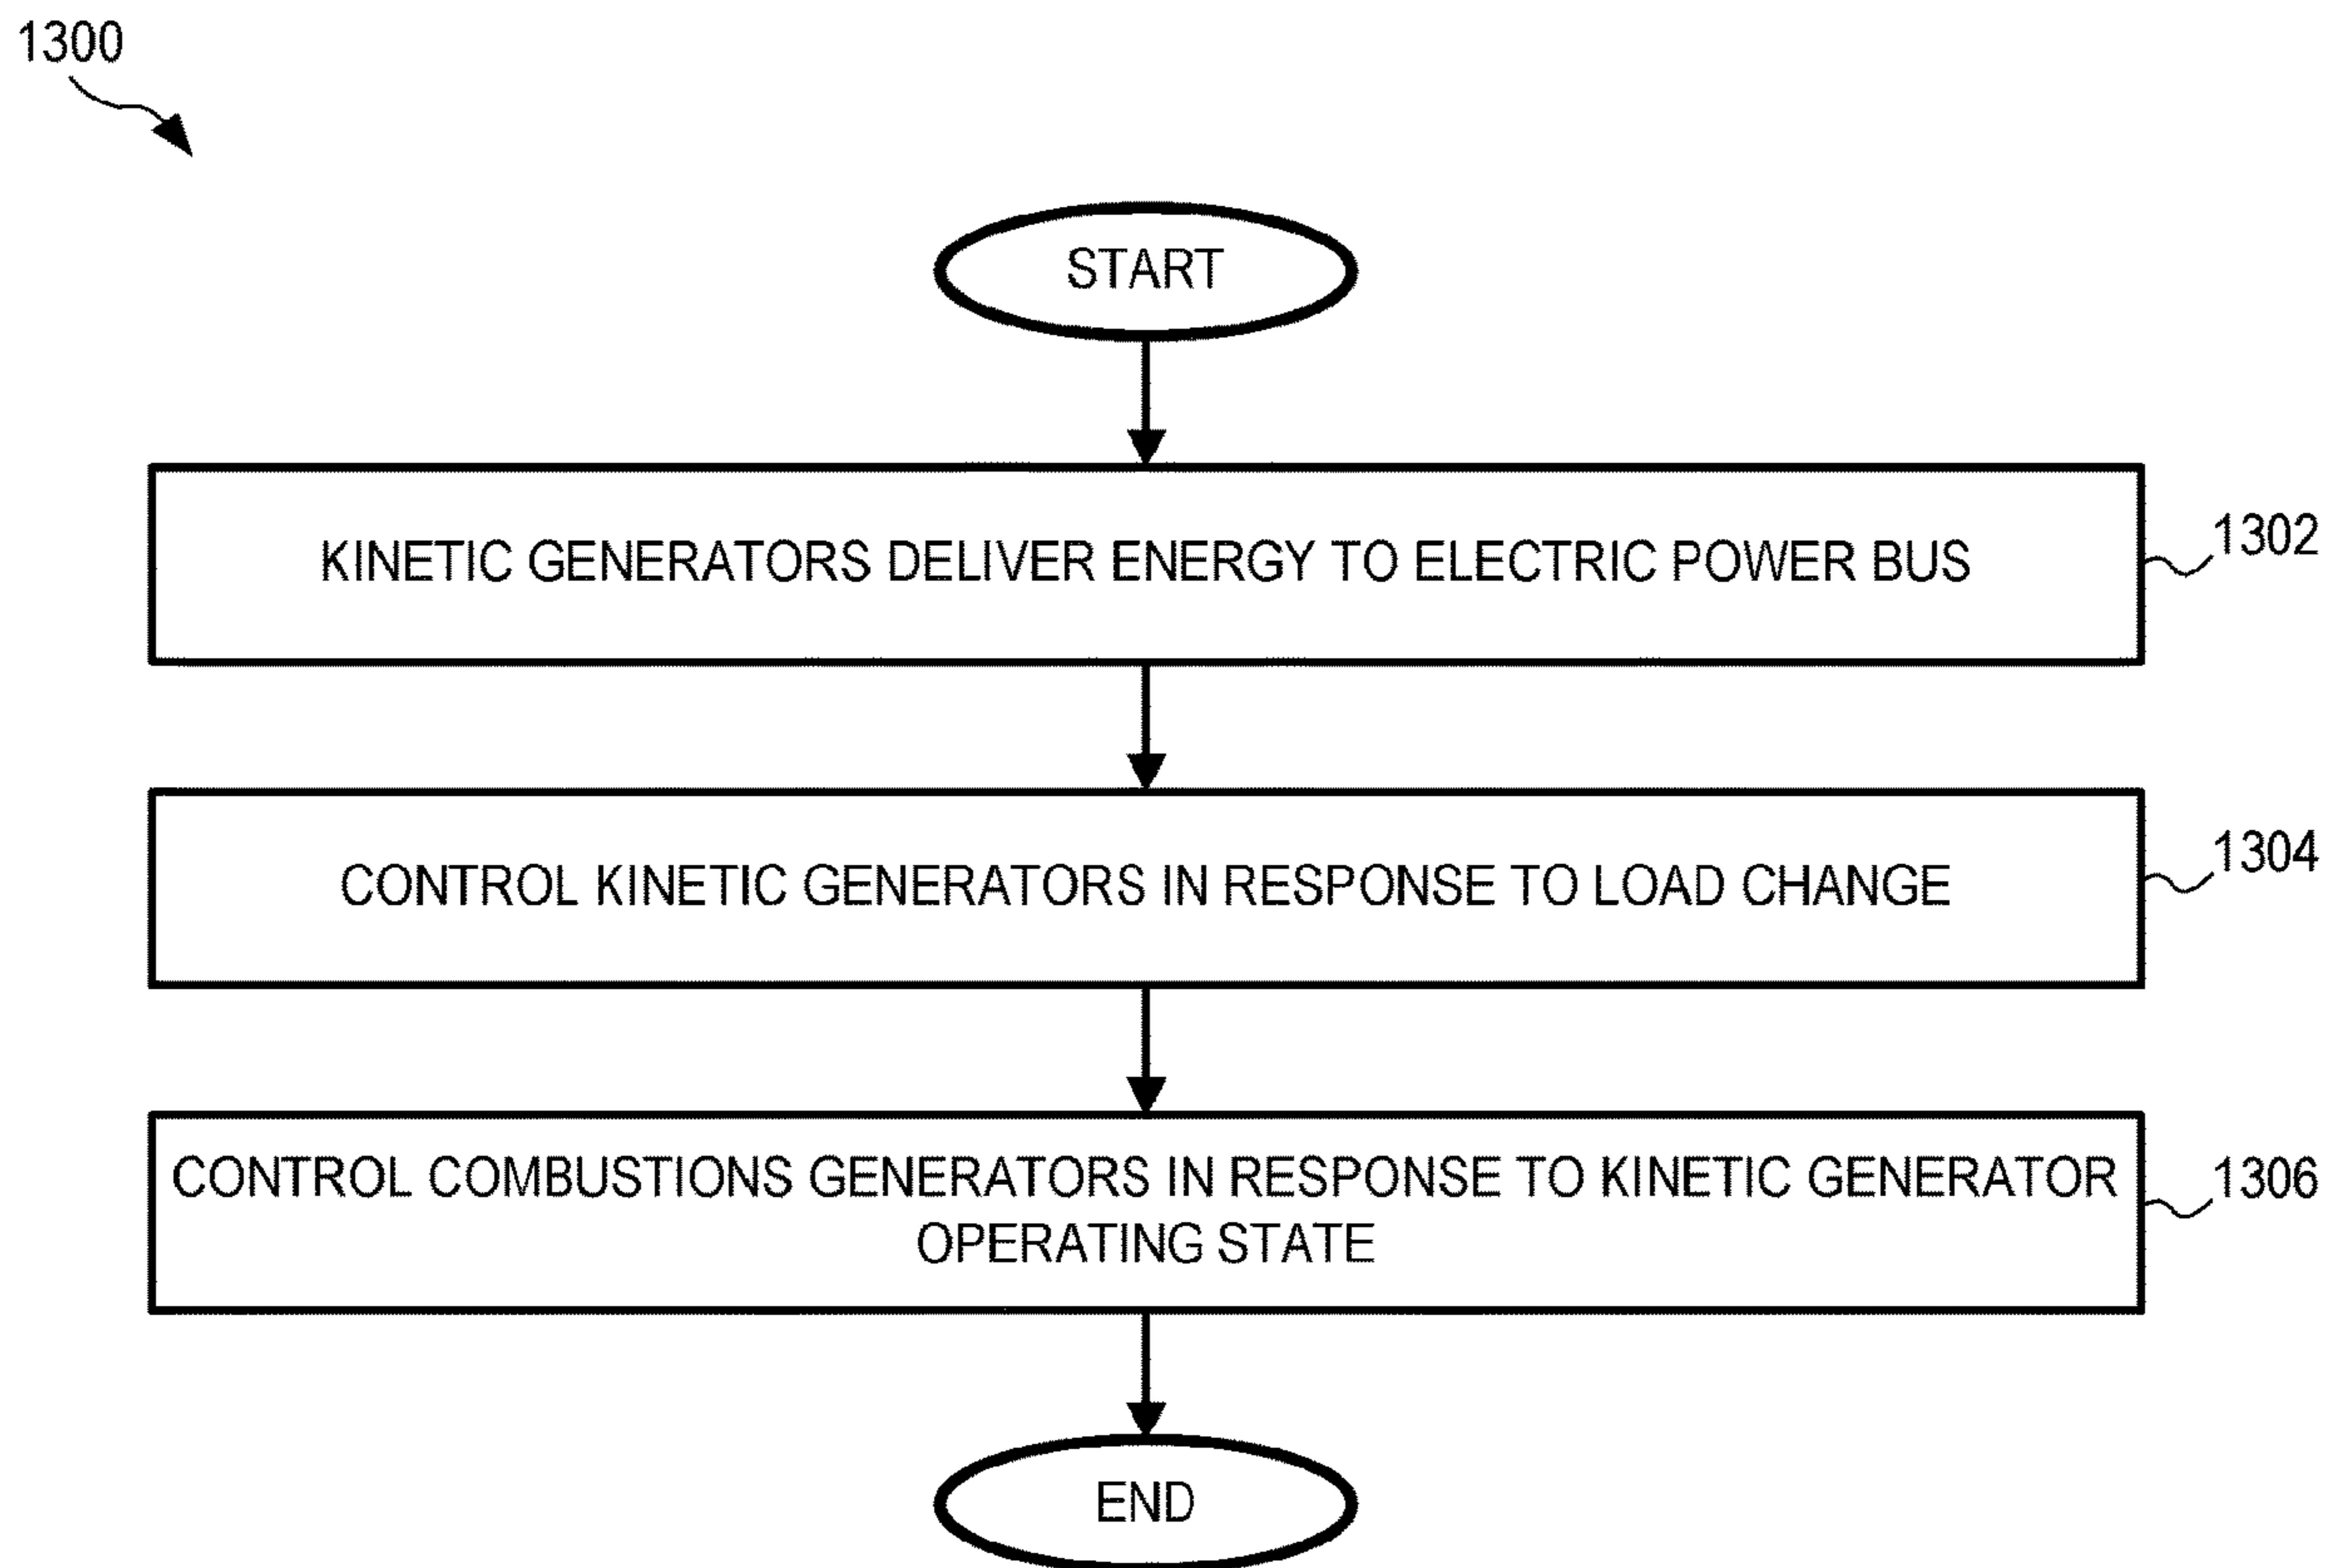 1300
START
KINETIC GENERATORS DELIVER ENERGY TO ELECTRIC POWER BUS
1302
CONTROL KINETIC GENERATORS IN RESPONSE TO LOAD CHANGE
1304
CONTROL COMBUSTIONS GENERATORS IN RESPONSE TO KINETIC GENERATOR
OPERATING STATE
1306
END